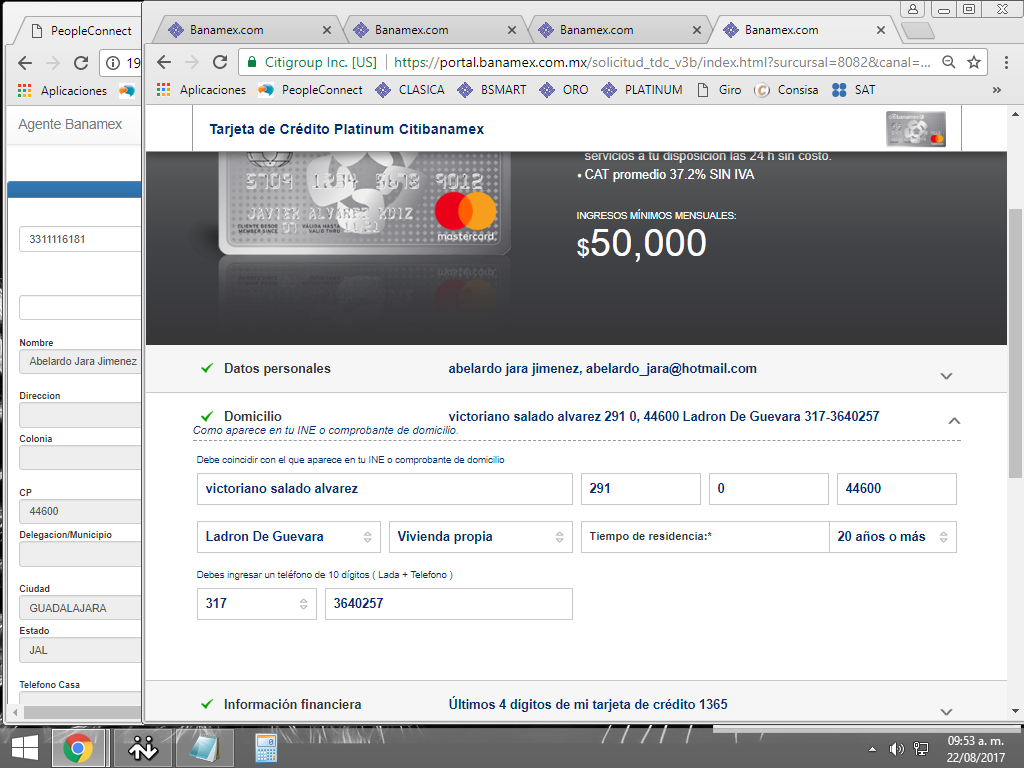 PeopleConnect
Banamex.com
Banamex.com
Banamex.com
Banamex.com
19
Citigroup Inc. [US]
https://portal.banamex.com.mx/solicitud_tdc_v3b/index.html?surcursal=8082&canal=...
Aplicaciones
Aplicaciones
PeopleConnect
CLASICA
BSMART
ORO
PLATINUM
Giro
Consisa
SAT
»
Agente Banamex
3311116181
Nombre
Abelardo Jara Jimenez
Direccion
Colonia
CP
44600
Delegacion/Municipio
Ciudad
GUADALAJARA
Estado
JAL
Telefono Casa
Tarjeta de Crédito Platinum Citibanamex
servicios a tu disposición las 24 h sin costo.
• CAT promedio 37.2% SIN IVA
5709 1234 5678 9012
JAVIER ALVAREZ RUIZ
mastercard.
INGRESOS MÍNIMOS MENSUALES:
$50,000
Datos personales
abelardo jara jimenez, abelardo_jara@hotmail.com
Domicilio
victoriano salado alvarez 291 0, 44600 Ladron De Guevara 317-3640257
Como aparece en tu INE o comprobante de domicilio.
Debe coincidir con el que aparece en tu INE o comprobante de domicilio
victoriano salado alvarez
291
0
44600
Ladron De Guevara
Vivienda propia
Tiempo de residencia:*
20 años o más
Debes ingresar un teléfono de 10 dígitos ( Lada + Telefono )
317
3640257
Información financiera
Últimos 4 dígitos de mi tarjeta de crédito 1365
09:53 a. m.
22/08/2017